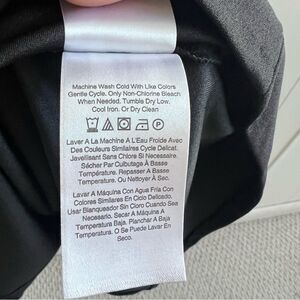 Machine Wash Cold With Like Colors
Gentle Cycle. Only Non-Chlorine Bleach
When Needed. Tumble Dry Low,
Cool Iron. Or Dry Clean
P
Lavar A La Machine À L'Eau Froide Avec
Des Couleurs Similaires Cycle Delicat.
Javellisant Sans Chlore Si Necessaire.
Sécher Par Culbutage À Basse
Température. Repasser A Basse
Temperature. Ou Nettoyer À Sec.
Lavar A Máquina Con Agua Fría Con
Colores Similares En Ciclo Delicado.
Usar Blanqueador Sin Cloro Cuando Sea
Necesario. Secar A Máquina A Baja
Temperatura Baja, Planchar A Baja
Temperatura. O Se Puede Lavar En
Seco.